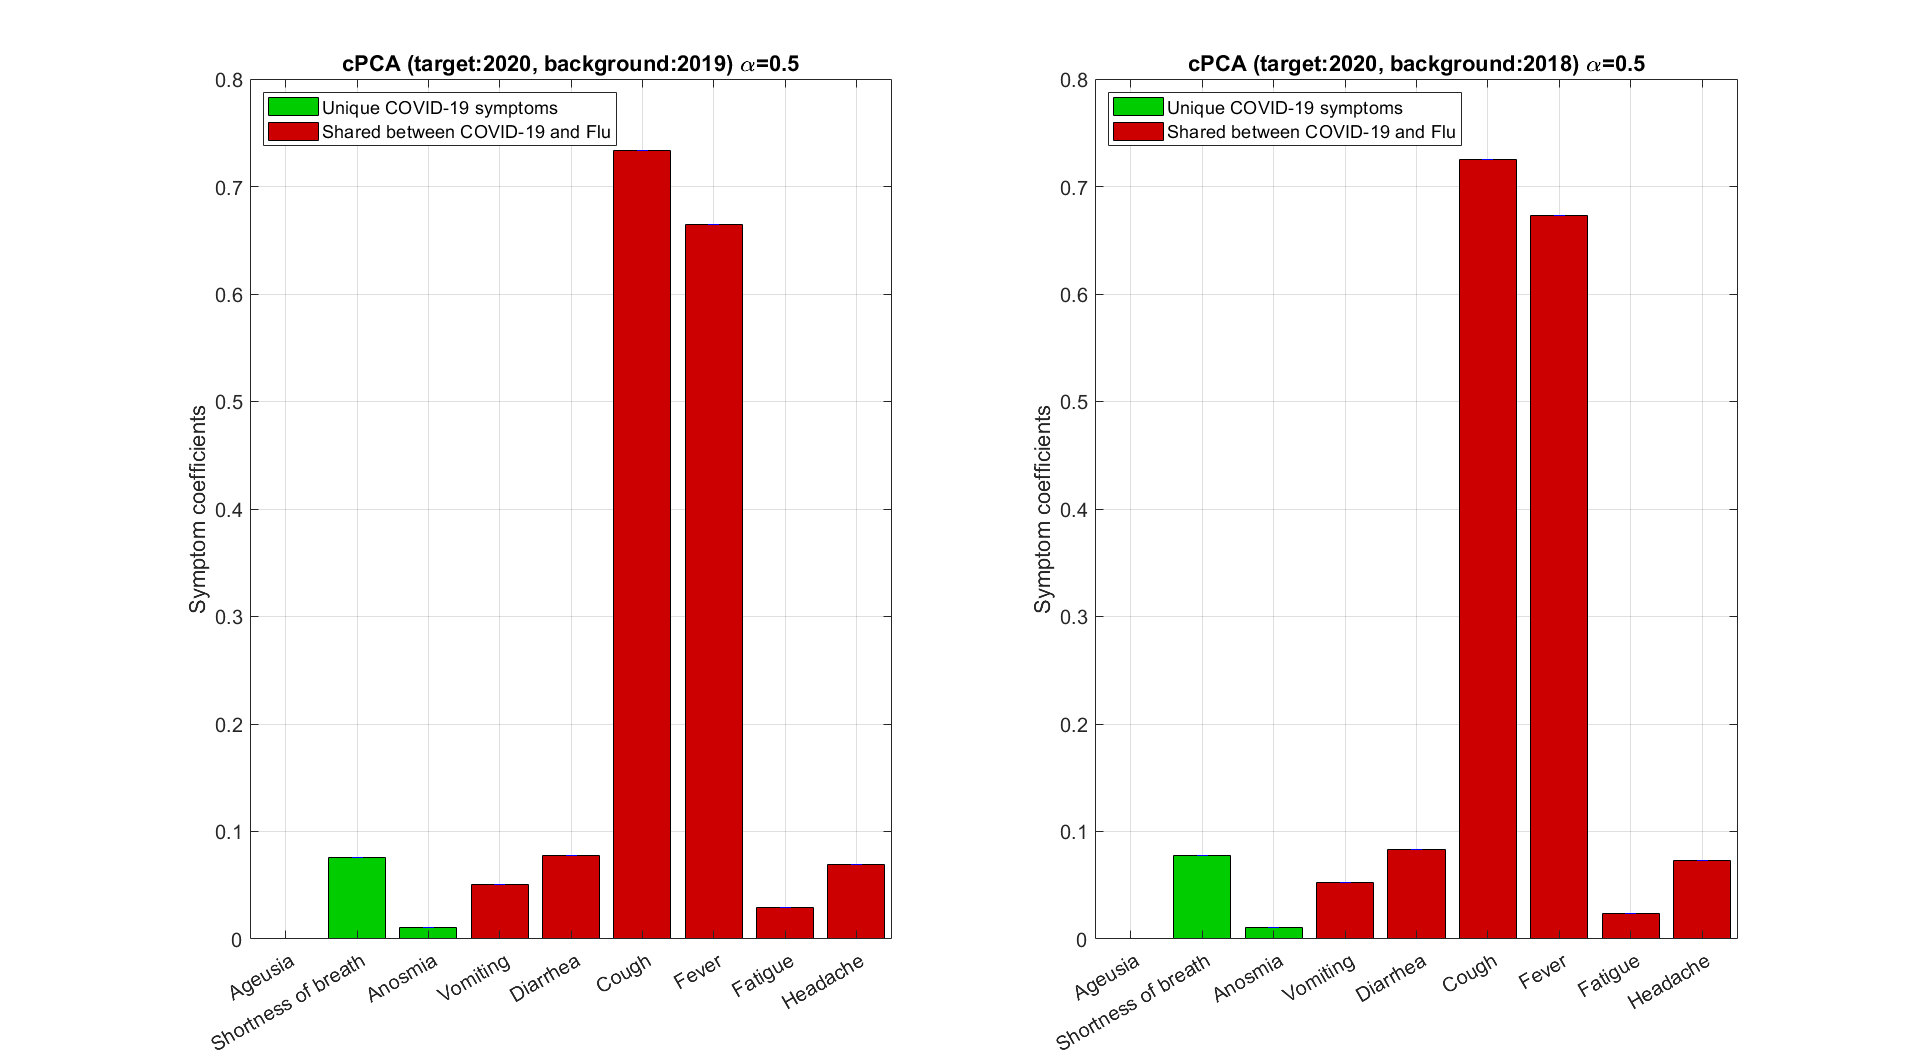 cPCA (target:2020, background:2019) α=0.5
Unique COVID-19 symptoms
Shared between COVID-19 and Flu
Symptom coefficients
0.8
0.7
0.6
0.5
0.4
0.3
0.2
0.1
0
Ageusia
Shortness of breath
Anosmia
Vomiting
Diarrhea
Cough
Fever
Fatigue
Headache
cPCA (target:2020, background:2018) α=0.5
Unique COVID-19 symptoms
Shared between COVID-19 and Flu
Symptom coefficients
0.8
0.7
0.6
0.5
0.4
0.3
0.2
0.1
0
Ageusia
Shortness of breath
Anosmia
Vomiting
Diarrhea
Cough
Fever
Fatigue
Headache